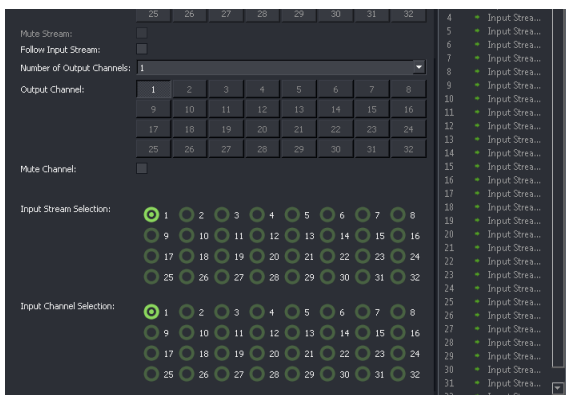 25 26 27 28 29 30 31 32
Mute Stream:
Follow Input Stream:
Number of Output Channels: 1
Output Channel: 1 2 3 4 5 6 7 8
9 10 11 12 13 14 15 16
17 18 19 20 21 22 23 24
25 26 27 28 29 30 31 32
Mute Channel:
Input Stream Selection: 1 2 3 4 5 6 7 8
9 10 11 12 13 14 15 16
17 18 19 20 21 22 23 24
25 26 27 28 29 30 31 32
Input Channel Selection: 1 2 3 4 5 6 7 8
9 10 11 12 13 14 15 16
17 18 19 20 21 22 23 24
25 26 27 28 29 30 31 32
4 Input Strea...
5 Input Strea...
6 Input Strea...
7 Input Strea...
8 Input Strea...
9 Input Strea...
10 Input Strea...
11 Input Strea...
12 Input Strea...
13 Input Strea...
14 Input Strea...
15 Input Strea...
16 Input Strea...
17 Input Strea...
18 Input Strea...
19 Input Strea...
20 Input Strea...
21 Input Strea...
22 Input Strea...
23 Input Strea...
24 Input Strea...
25 Input Strea...
26 Input Strea...
27 Input Strea...
28 Input Strea...
29 Input Strea...
30 Input Strea...
31 Input Strea...